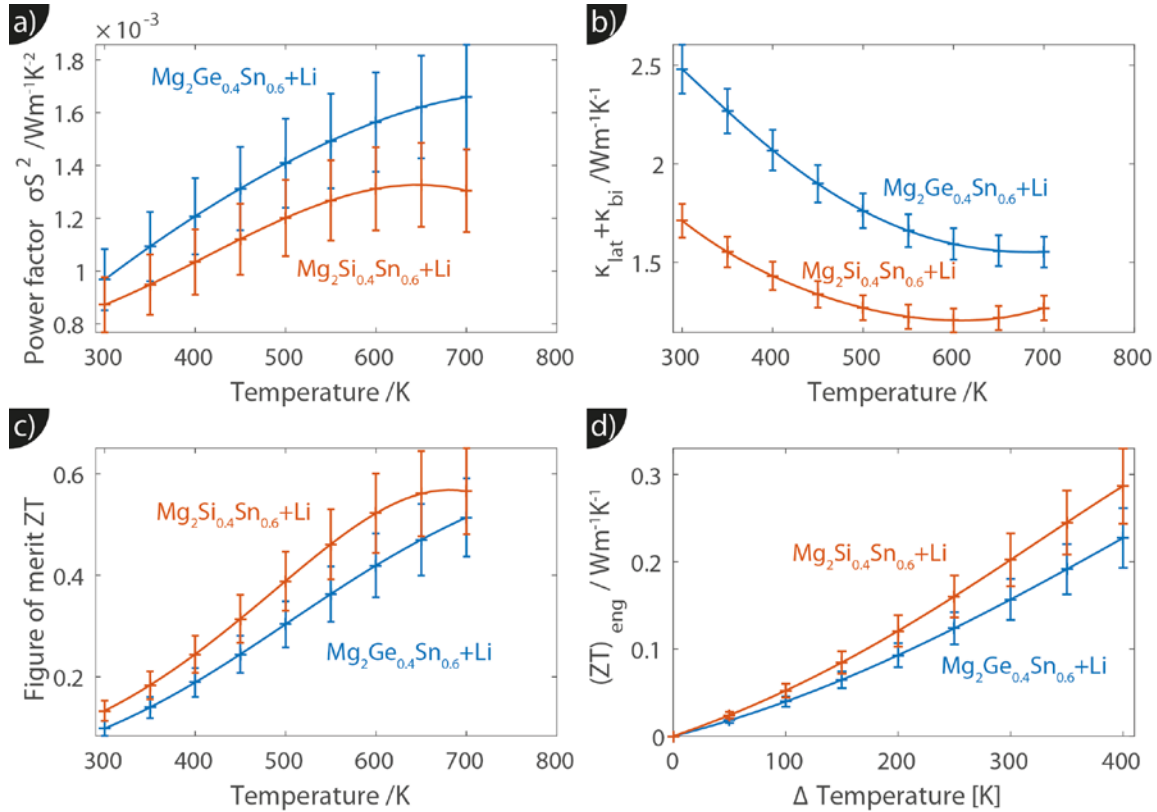 a)
×10⁻³
Power factor σS² /Wm⁻¹K⁻²
1.8
1.6
1.4
1.2
1
0.8
Mg₂Ge₀.₄Sn₀.₆+Li
Mg₂Si₀.₄Sn₀.₆+Li
300 400 500 600 700 800
Temperature /K
b)
κlat+κbi /Wm⁻¹K⁻¹
2.5
2
1.5
Mg₂Ge₀.₄Sn₀.₆+Li
Mg₂Si₀.₄Sn₀.₆+Li
300 400 500 600 700 800
Temperature /K
c)
Figure of merit ZT
0.6
0.4
0.2
Mg₂Si₀.₄Sn₀.₆+Li
Mg₂Ge₀.₄Sn₀.₆+Li
300 400 500 600 700 800
Temperature /K
d)
(ZT)eng / Wm⁻¹K⁻¹
0.3
0.2
0.1
0
Mg₂Si₀.₄Sn₀.₆+Li
Mg₂Ge₀.₄Sn₀.₆+Li
0 100 200 300 400
Δ Temperature [K]